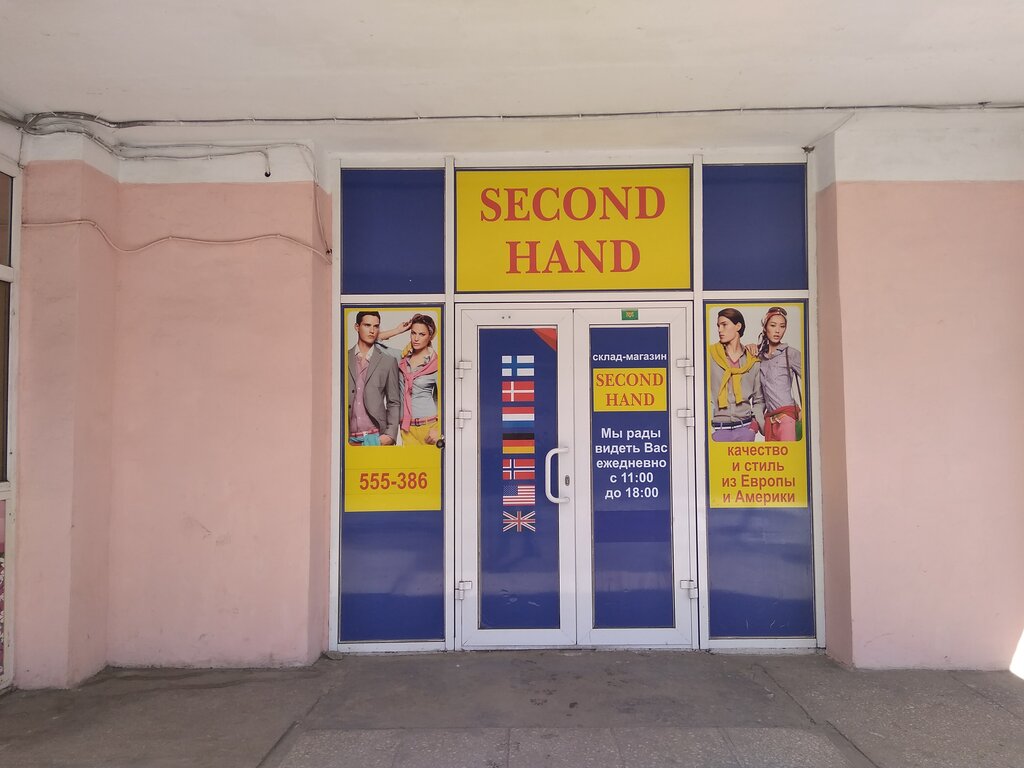 SECOND
HAND
555-386
склад-магазин
SECOND
HAND
Мы рады
видеть Вас
ежедневно
с 11:00
до 18:00
качество
и стиль
из Европы
и Америки